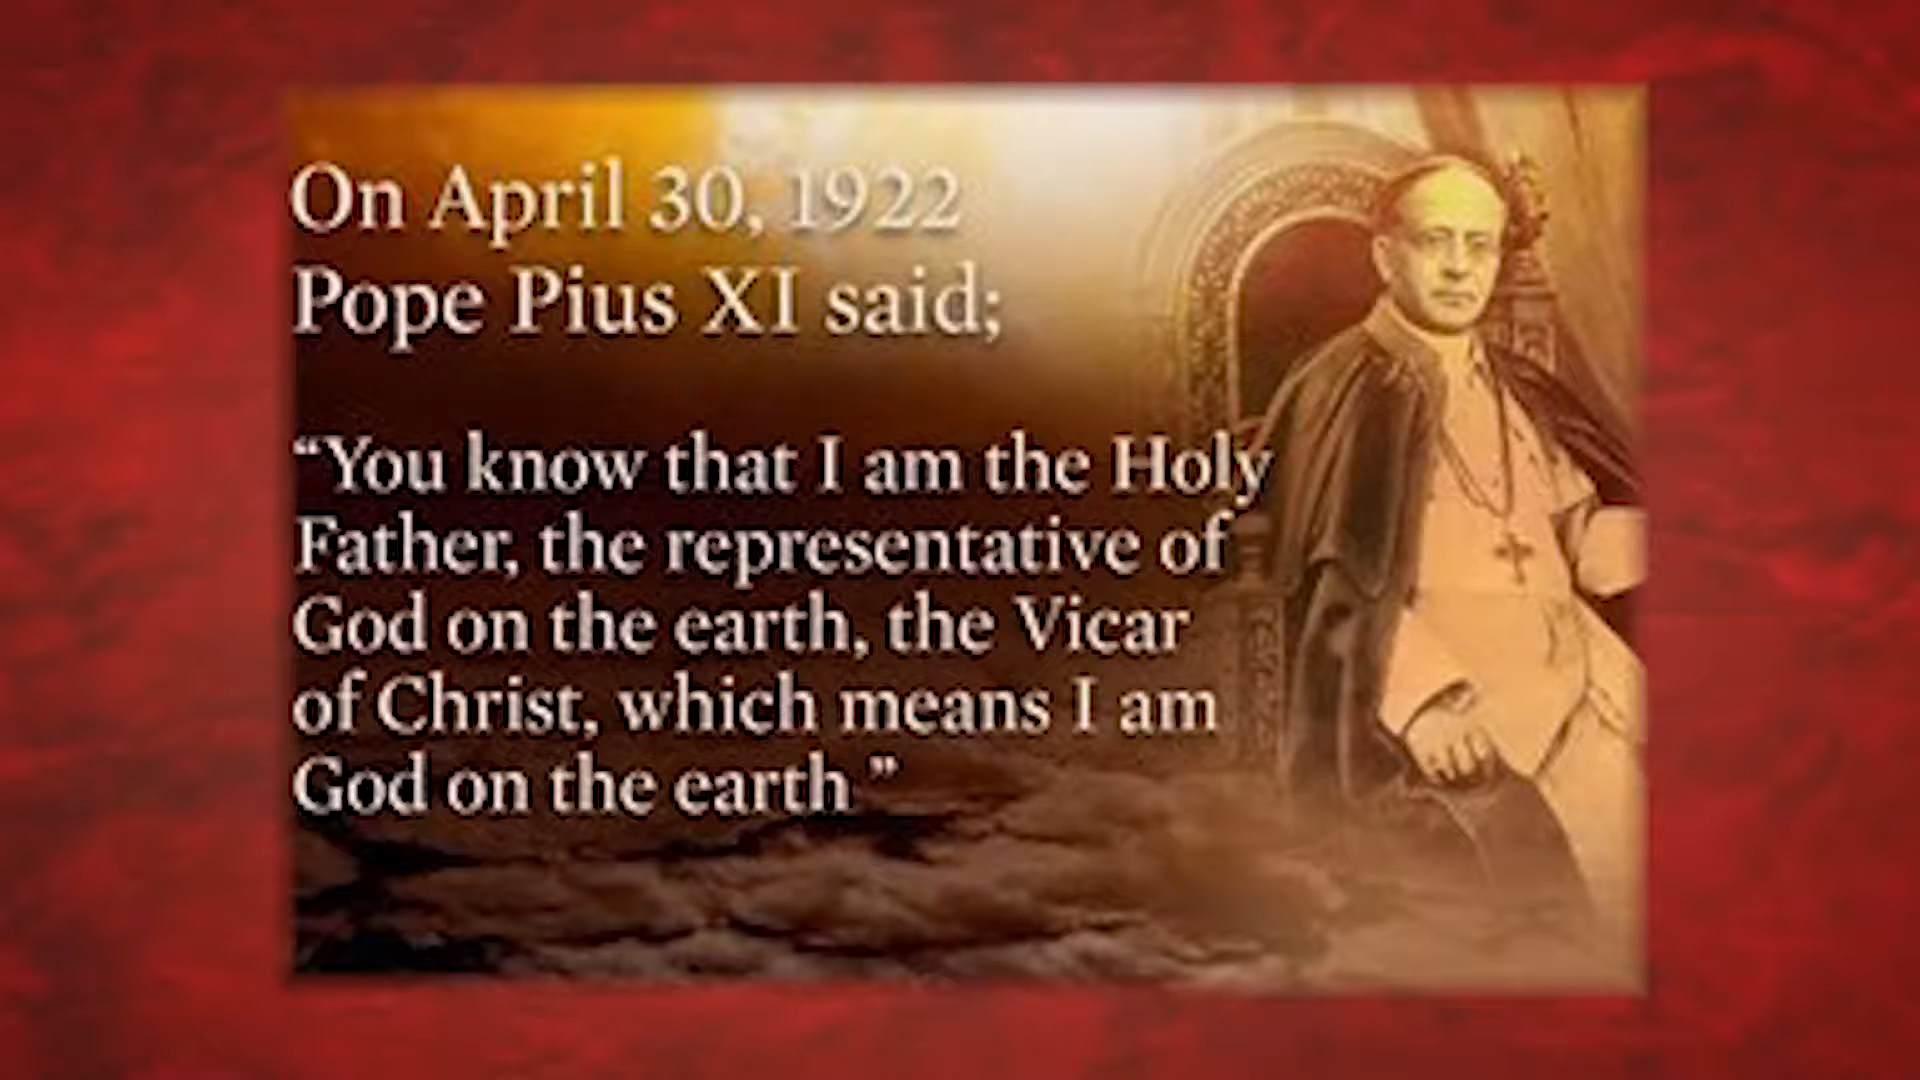 On April 30, 1922
Pope Pius XI said;
“You know that I am the Holy
Father, the representative of
God on the earth, the Vicar
of Christ, which means I am
God on the earth.”